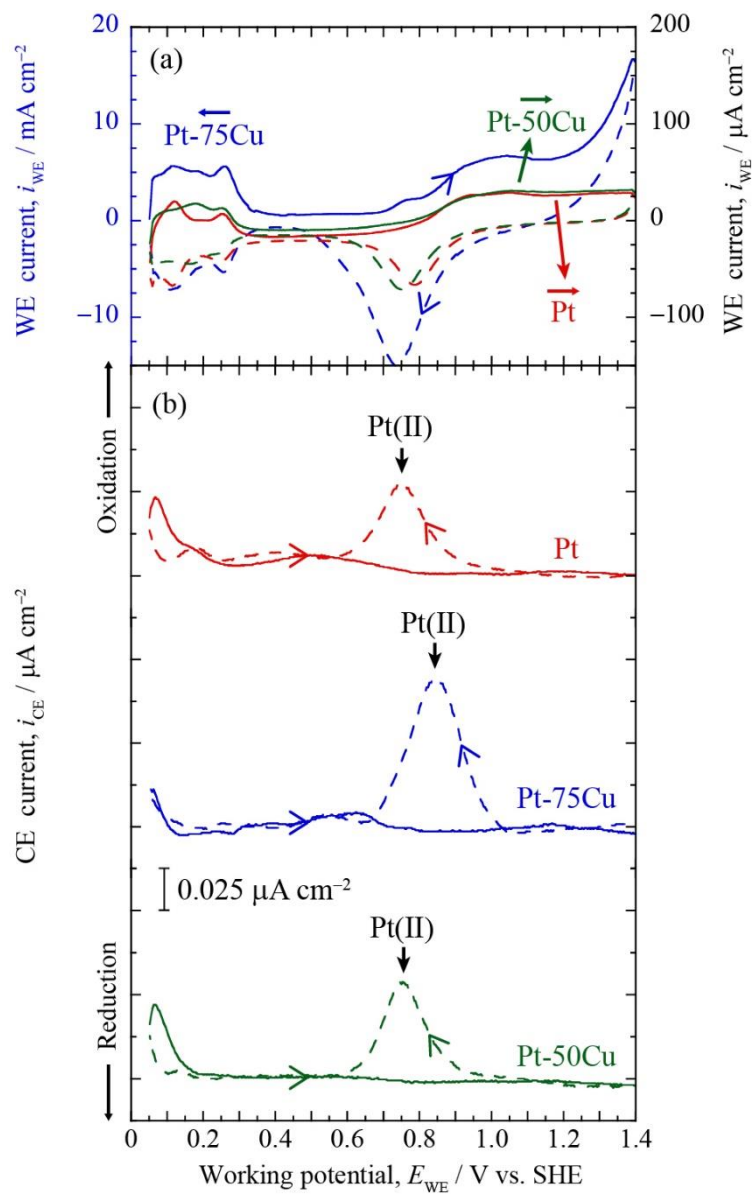 20
10
0
−10
WE current, i_WE / mA cm⁻²
(a)
Pt-75Cu
Pt-50Cu
Pt
200
100
0
−100
WE current, i_WE / μA cm⁻²
Oxidation
(b)
Pt(II)
Pt
Pt(II)
Pt-75Cu
CE current, i_CE / μA cm⁻²
0.025 μA cm⁻²
Pt(II)
Pt-50Cu
Reduction
0 0.2 0.4 0.6 0.8 1.0 1.2 1.4
Working potential, E_WE / V vs. SHE